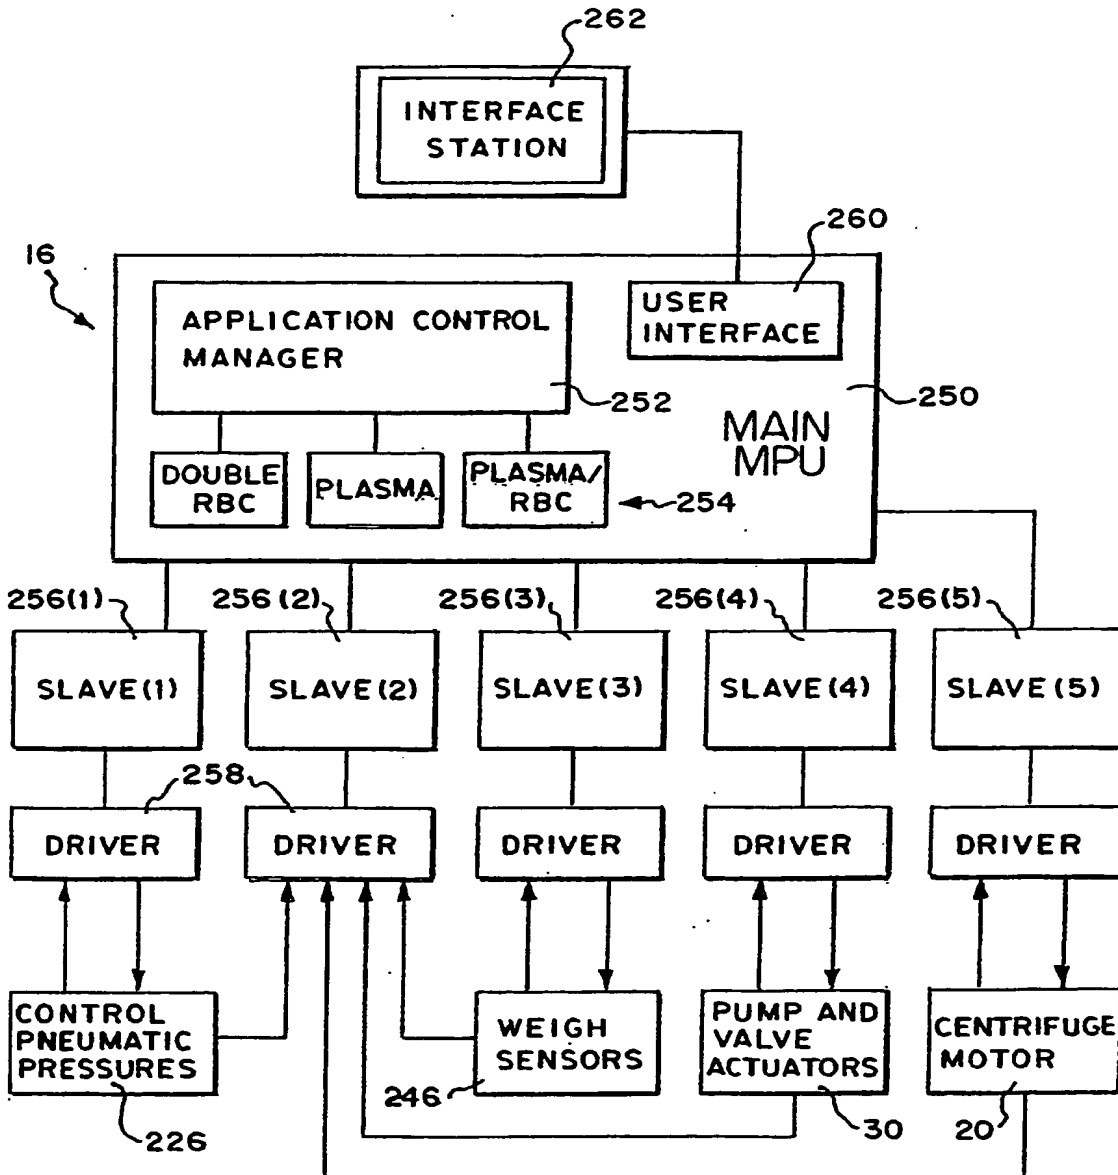 262
INTERFACE
STATION
260
16
USER
INTERFACE
APPLICATION CONTROL
MANAGER
252
250
MAIN
MPU
DOUBLE
RBC
PLASMA
PLASMA/
RBC
254
256(1)
256(2)
256(3)
256(4)
256(5)
SLAVE(1)
SLAVE(2)
SLAVE(3)
SLAVE(4)
SLAVE(5)
258
DRIVER
DRIVER
DRIVER
DRIVER
DRIVER
CONTROL
PNEUMATIC
PRESSURES
WEIGH
SENSORS
PUMP AND
VALVE
ACTUATORS
CENTRIFUGE
MOTOR
226
246
30
20